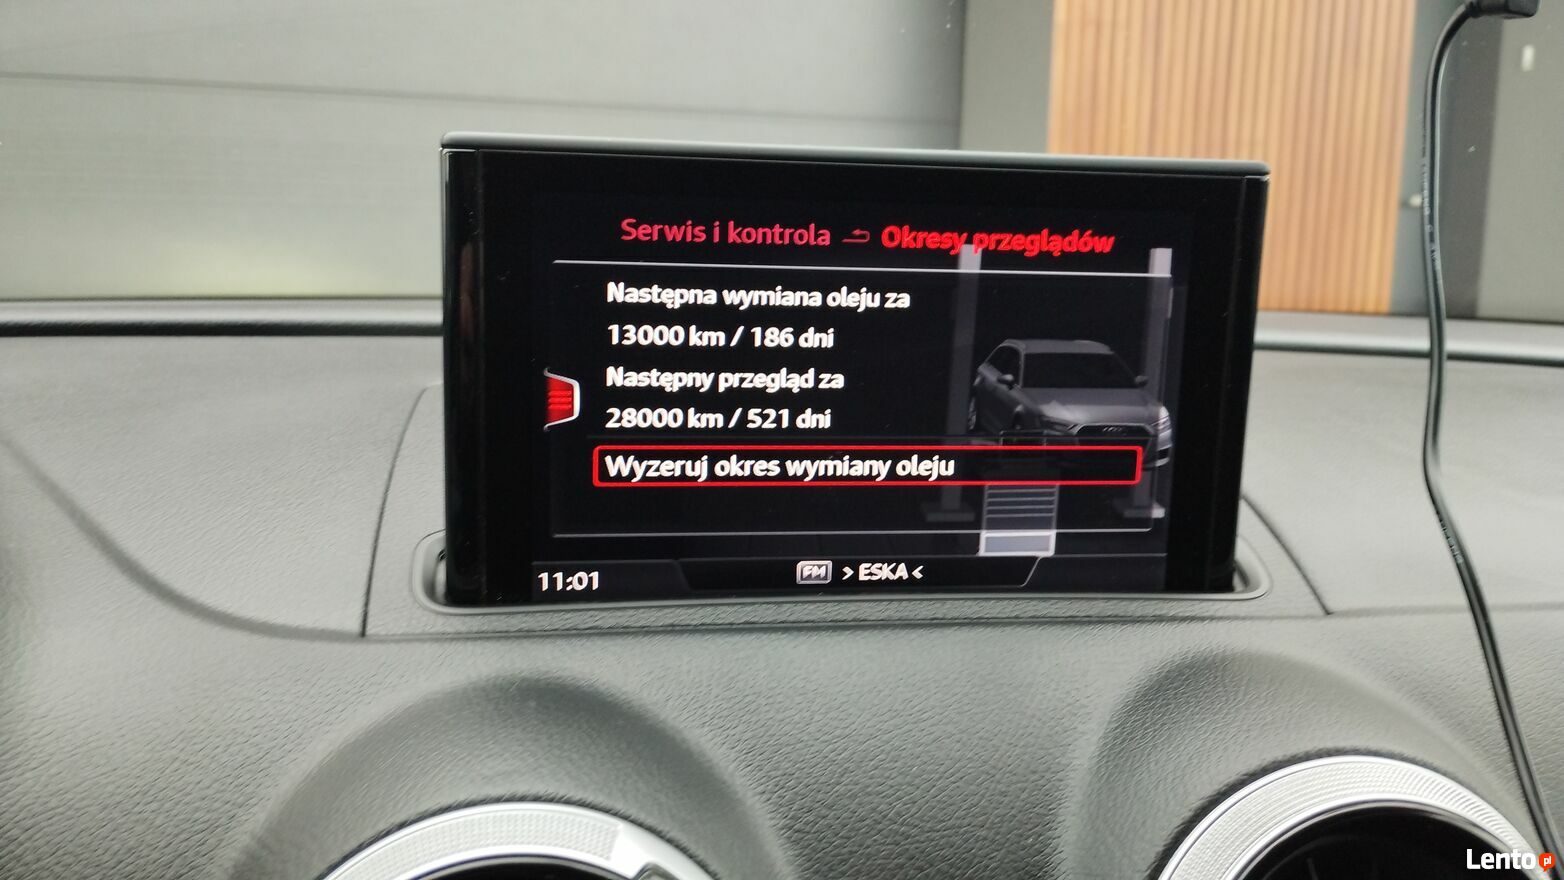 Serwis i kontrola Okresy przeglądów
Następna wymiana oleju za
13000 km / 186 dni
Następny przegląd za
28000 km / 521 dni
Wyzeruj okres wymiany oleju
11:01 FM > ESKA <
Lento pl